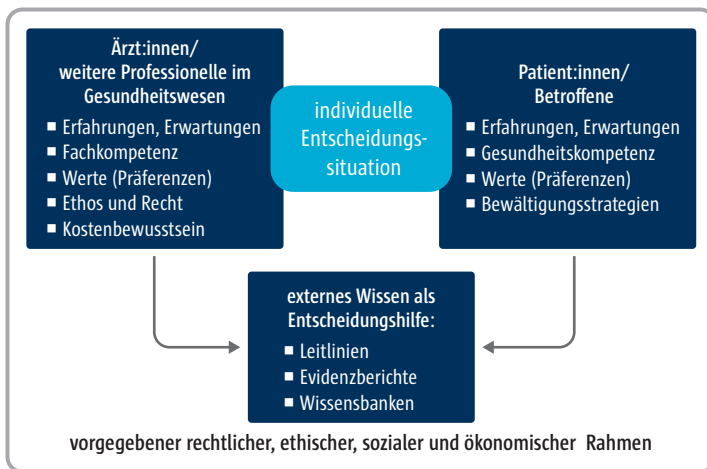 Ärzt:innen/
weitere Professionelle im
Gesundheitswesen
■ Erfahrungen, Erwartungen
■ Fachkompetenz
■ Werte (Präferenzen)
■ Ethos und Recht
■ Kostenbewusstsein
individuelle
Entscheidungs-
situation
Patient:innen/
Betroffene
■ Erfahrungen, Erwartungen
■ Gesundheitskompetenz
■ Werte (Präferenzen)
■ Bewältigungsstrategien
externes Wissen als
Entscheidungshilfe:
■ Leitlinien
■ Evidenzberichte
■ Wissensbanken
vorgegebener rechtlicher, ethischer, sozialer und ökonomischer Rahmen